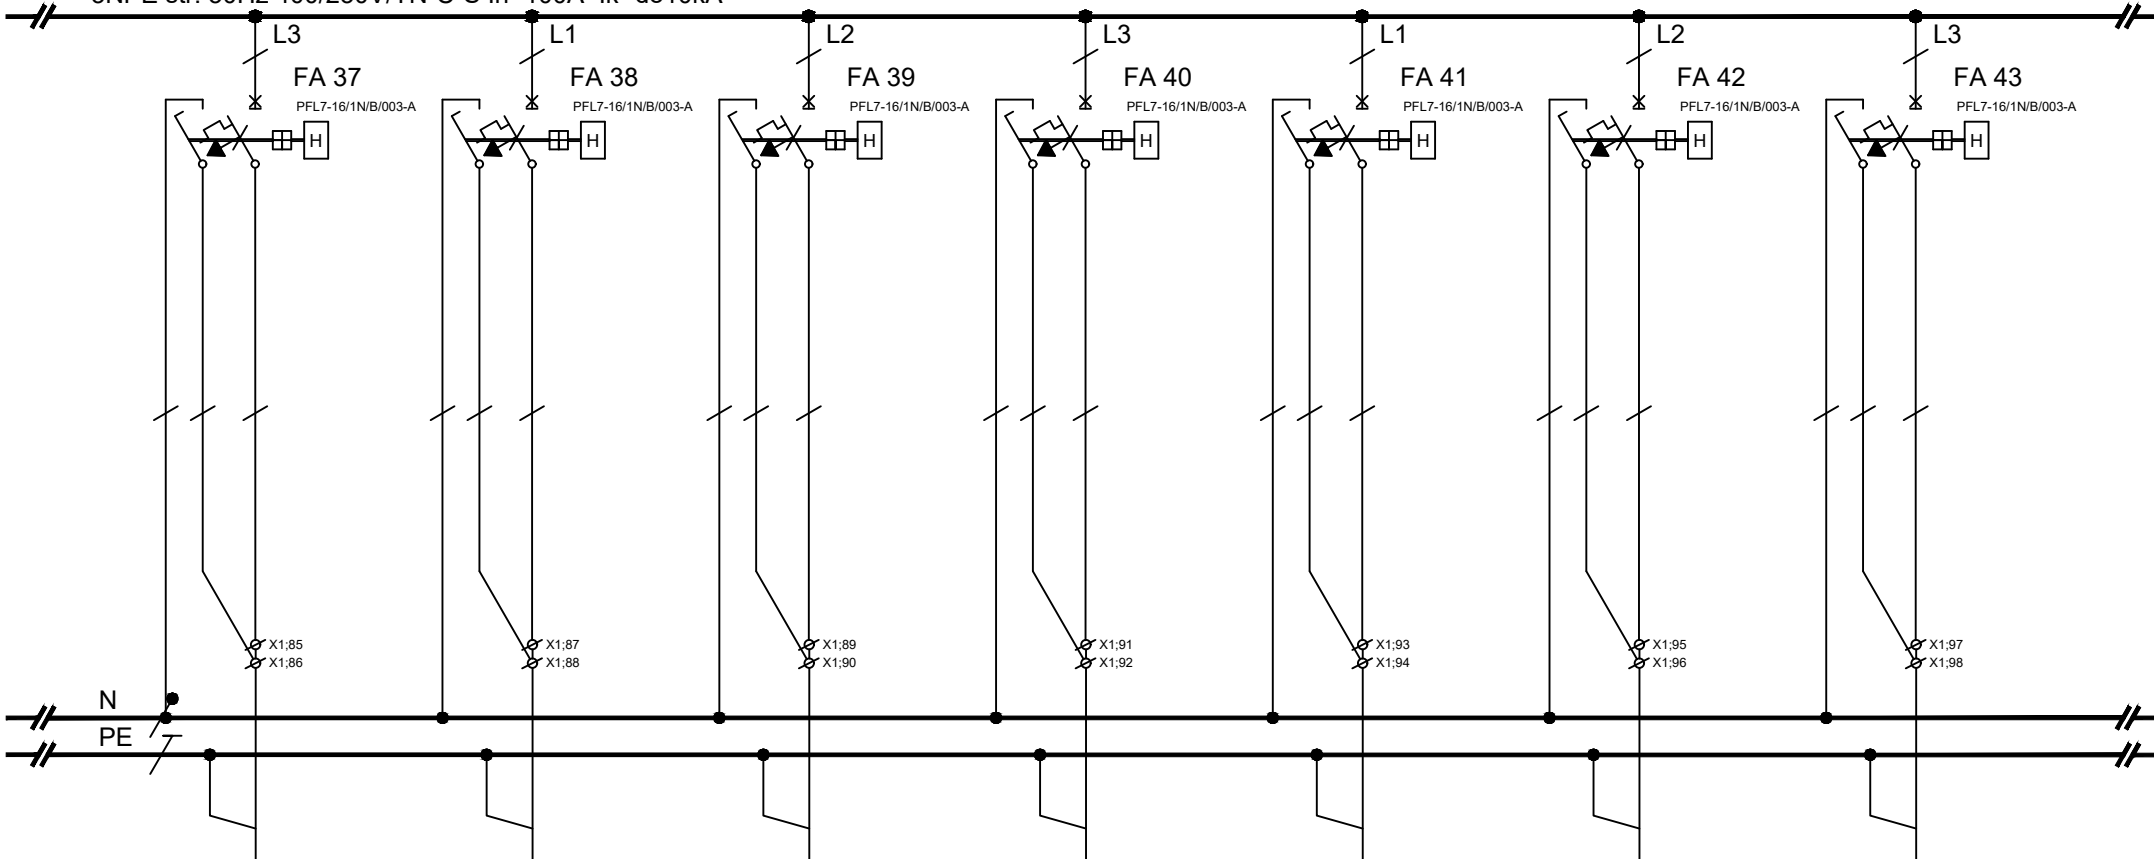 L3 L1 L2 L3 L1 L2 L3
FA 37 FA 38 FA 39 FA 40 FA 41 FA 42 FA 43
PFL7-16/1N/B/003-A PFL7-16/1N/B/003-A PFL7-16/1N/B/003-A PFL7-16/1N/B/003-A PFL7-16/1N/B/003-A PFL7-16/1N/B/003-A PFL7-16/1N/B/003-A
H H H H H H H
X1;85 X1;87 X1;89 X1;91 X1;93 X1;95 X1;97
X1;86 X1;88 X1;90 X1;92 X1;94 X1;96 X1;98
N
PE